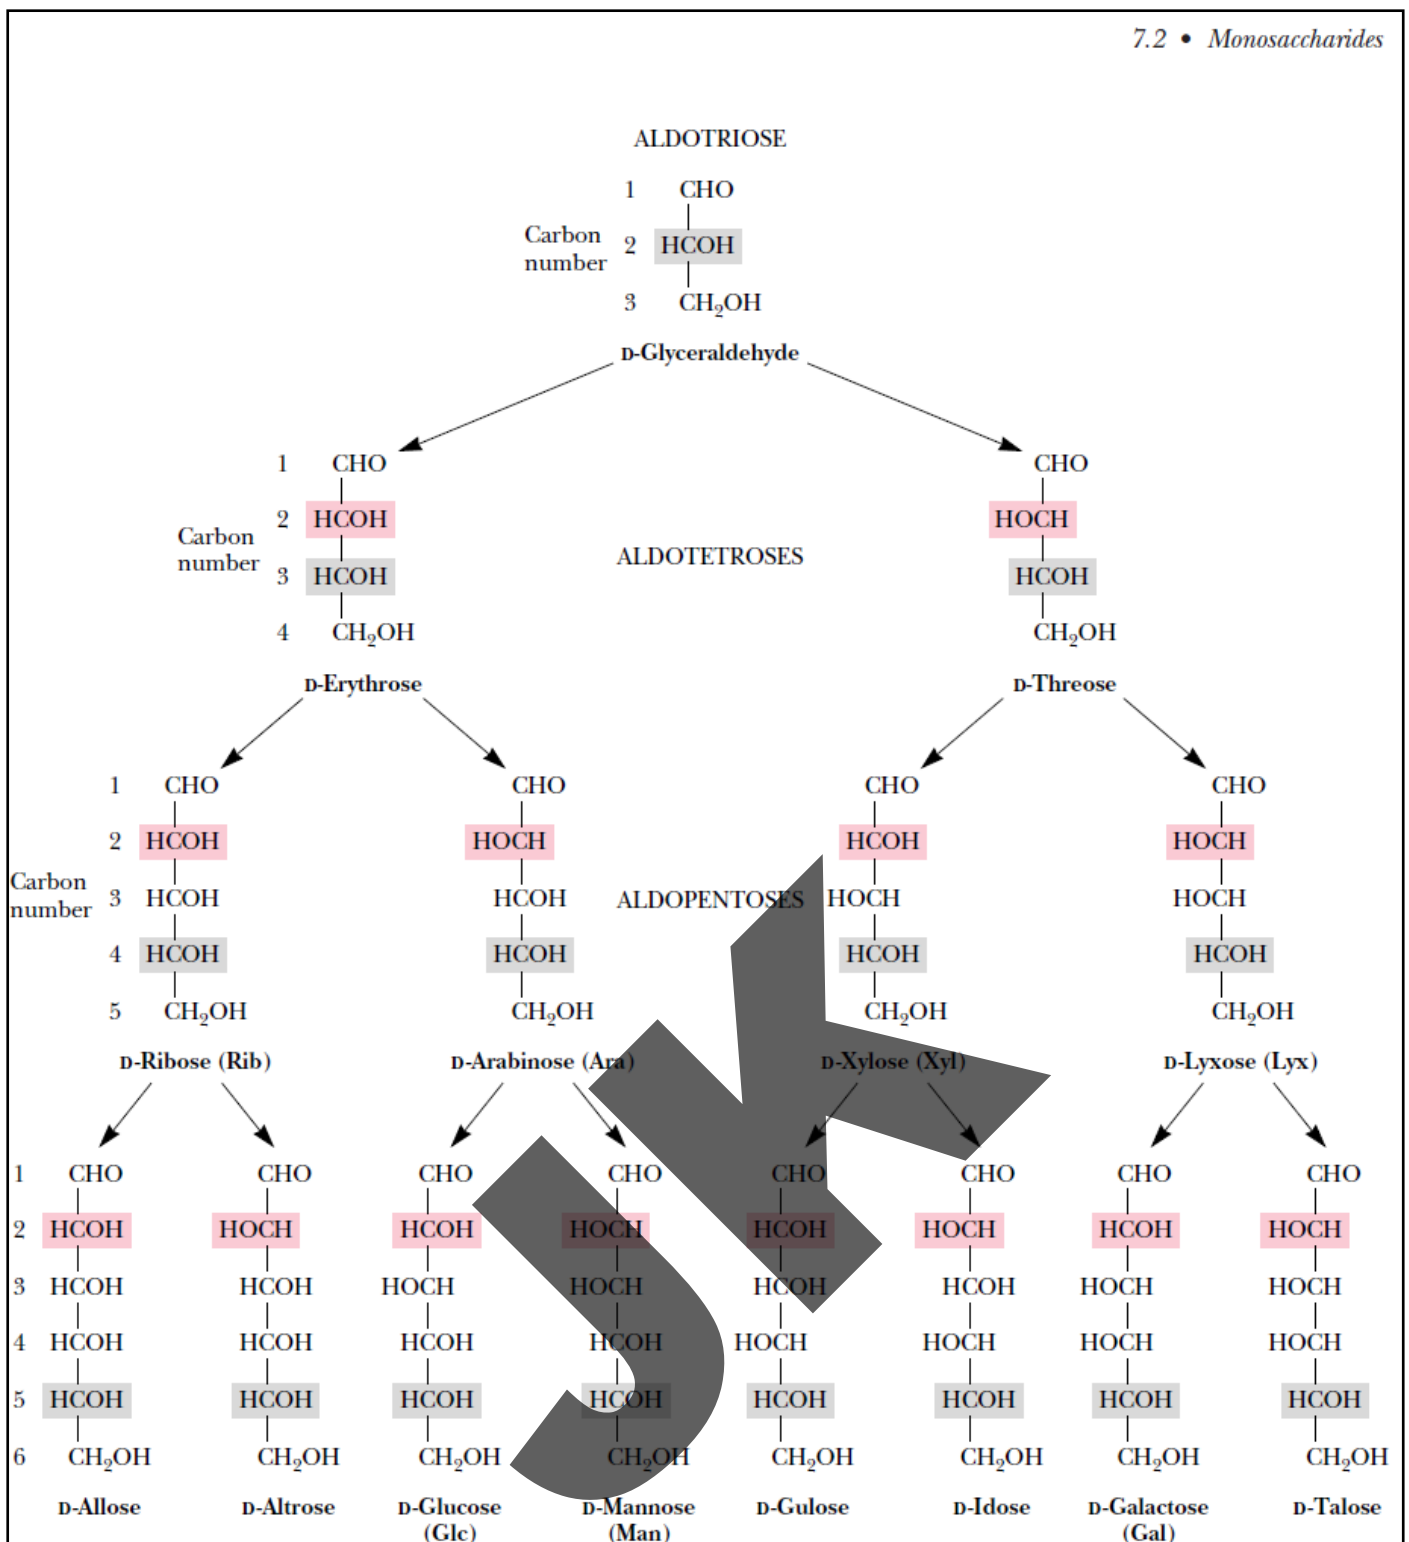 7.2 • Monosaccharides
ALDOTRIOSE
1 CHO
Carbon number 2 HCOH
3 CH₂OH
D-Glyceraldehyde
1 CHO CHO
Carbon number 2 HCOH HOCH
ALDOTETROSES
3 HCOH HCOH
4 CH₂OH CH₂OH
D-Erythrose D-Threose
1 CHO CHO CHO CHO
2 HCOH HOCH HCOH HOCH
Carbon number 3 HCOH HCOH ALDOPENTOSES HOCH HOCH
4 HCOH HCOH HCOH HCOH
5 CH₂OH CH₂OH CH₂OH CH₂OH
D-Ribose (Rib) D-Arabinose (Ara) D-Xylose (Xyl) D-Lyxose (Lyx)
1 CHO CHO CHO CHO CHO CHO CHO CHO
2 HCOH HOCH HCOH HOCH HCOH HOCH HCOH HOCH
3 HCOH HCOH HOCH HOCH HCOH HCOH HOCH HOCH
4 HCOH HCOH HCOH HCOH HOCH HOCH HOCH HOCH
5 HCOH HCOH HCOH HCOH HCOH HCOH HCOH HCOH
6 CH₂OH CH₂OH CH₂OH CH₂OH CH₂OH CH₂OH CH₂OH CH₂OH
D-Allose D-Altrose D-Glucose D-Mannose D-Gulose D-Idose D-Galactose D-Talose
(Glc) (Man) (Gal)
JK